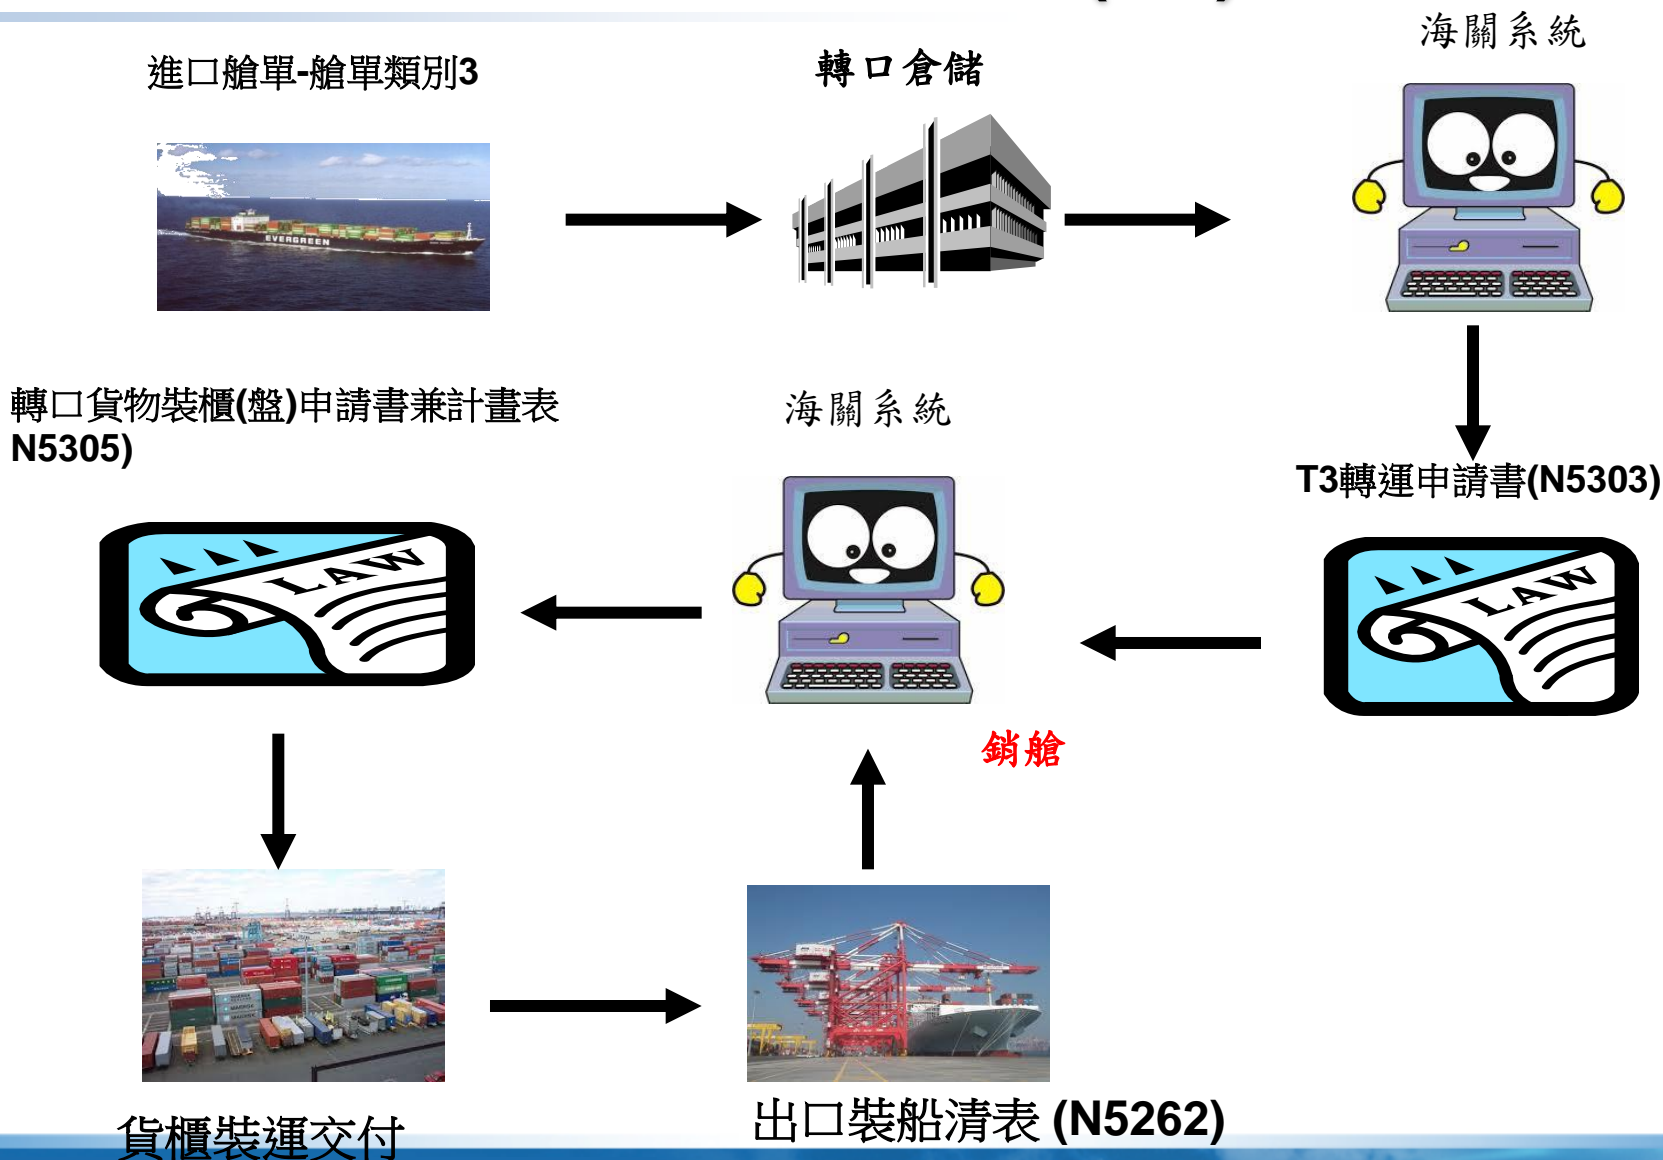 海關系統
進口艙單-艙單類別3
轉口倉儲
EVERGREEN
轉口貨物裝櫃(盤)申請書兼計畫表
N5305)
海關系統
T3轉運申請書(N5303)
LAW
LAW
銷艙
貨櫃裝運交付
出口裝船清表 (N5262)